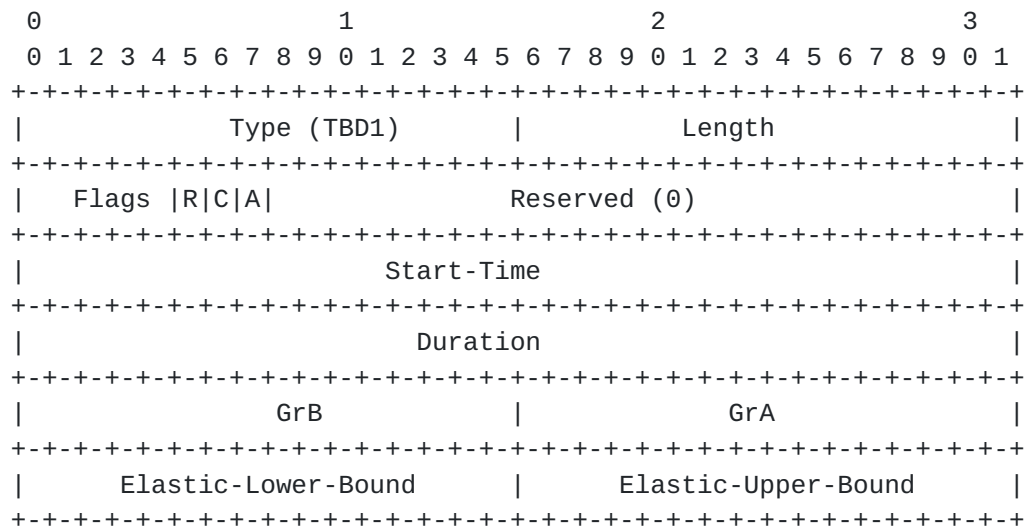 0                   1                   2                   3
 0 1 2 3 4 5 6 7 8 9 0 1 2 3 4 5 6 7 8 9 0 1 2 3 4 5 6 7 8 9 0 1
+-+-+-+-+-+-+-+-+-+-+-+-+-+-+-+-+-+-+-+-+-+-+-+-+-+-+-+-+-+-+-+-+
|             Type (TBD1)       |          Length               |
+-+-+-+-+-+-+-+-+-+-+-+-+-+-+-+-+-+-+-+-+-+-+-+-+-+-+-+-+-+-+-+-+
|   Flags |R|C|A|               Reserved (0)                    |
+-+-+-+-+-+-+-+-+-+-+-+-+-+-+-+-+-+-+-+-+-+-+-+-+-+-+-+-+-+-+-+-+
|                       Start-Time                              |
+-+-+-+-+-+-+-+-+-+-+-+-+-+-+-+-+-+-+-+-+-+-+-+-+-+-+-+-+-+-+-+-+
|                         Duration                              |
+-+-+-+-+-+-+-+-+-+-+-+-+-+-+-+-+-+-+-+-+-+-+-+-+-+-+-+-+-+-+-+-+
|                GrB            |             GrA               |
+-+-+-+-+-+-+-+-+-+-+-+-+-+-+-+-+-+-+-+-+-+-+-+-+-+-+-+-+-+-+-+-+
|      Elastic-Lower-Bound      |      Elastic-Upper-Bound      |
+-+-+-+-+-+-+-+-+-+-+-+-+-+-+-+-+-+-+-+-+-+-+-+-+-+-+-+-+-+-+-+-+